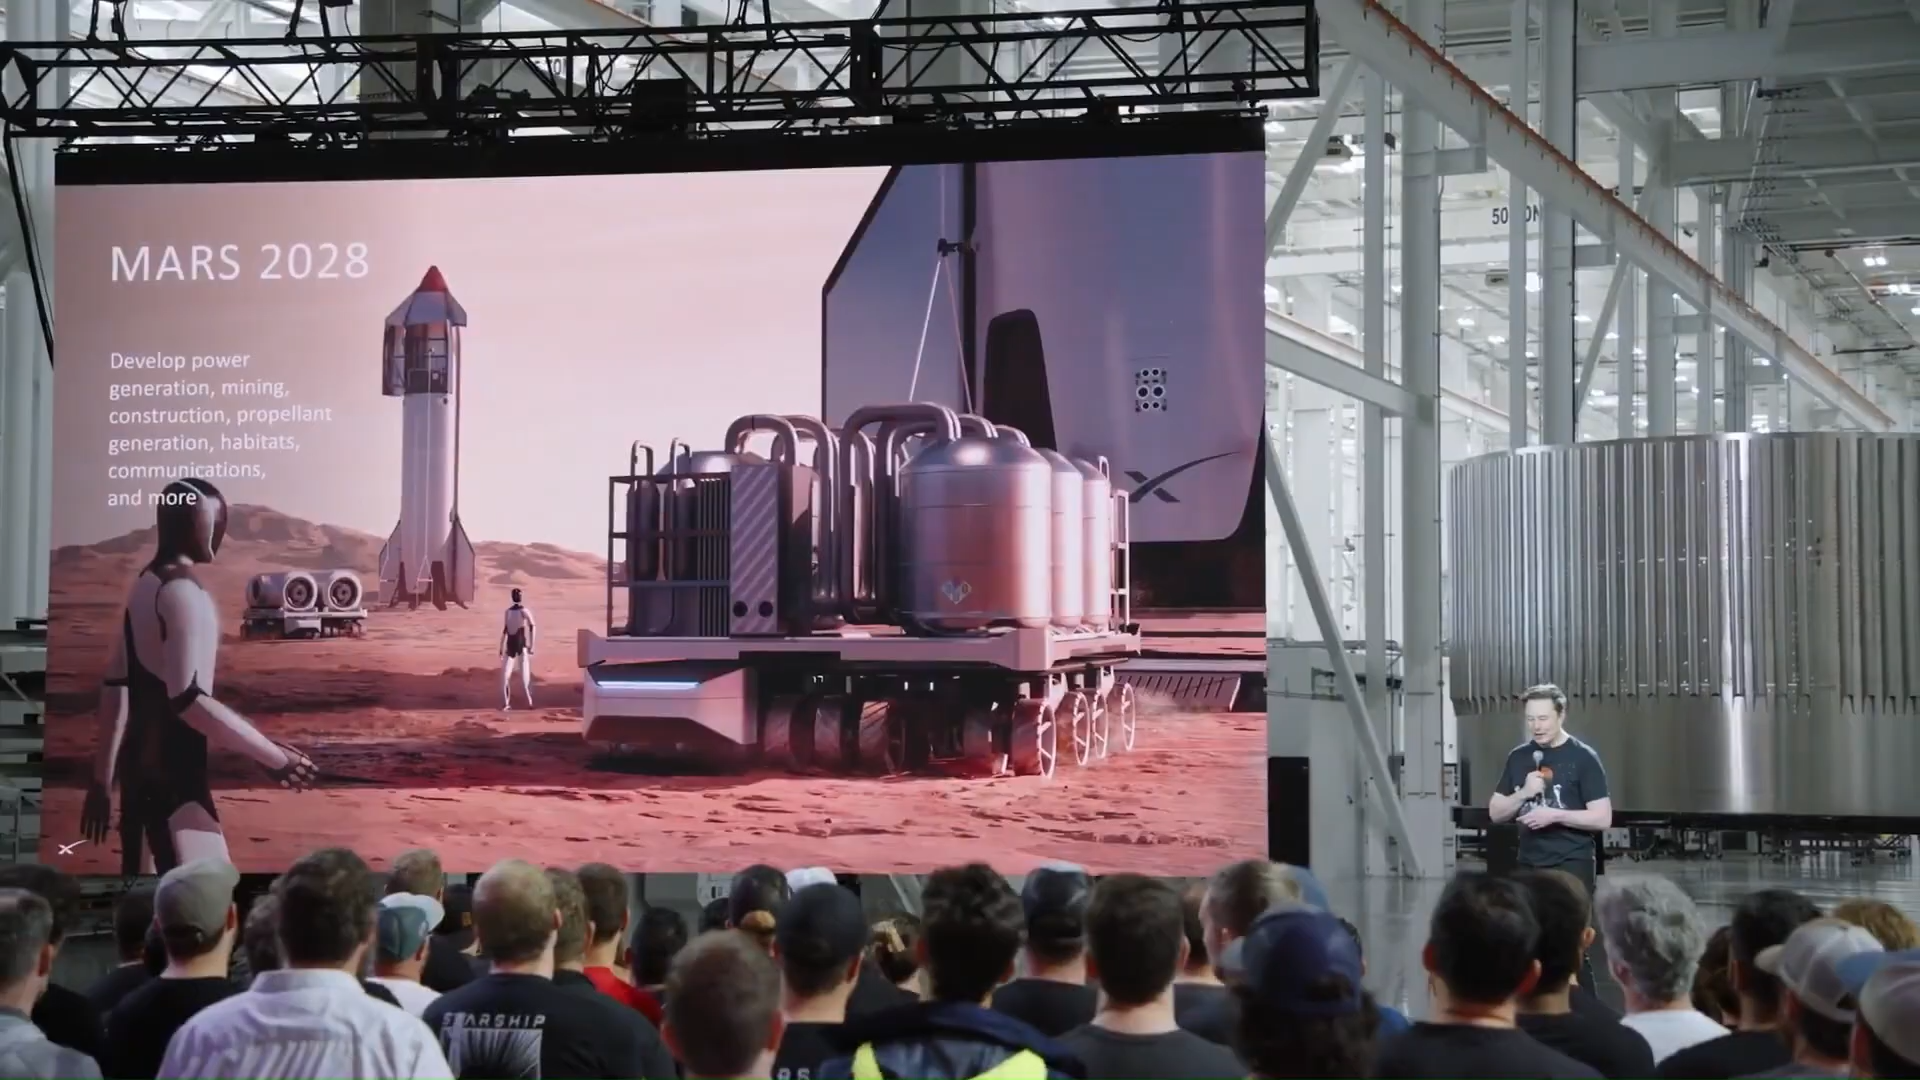 MARS 2028
Develop power
generation, mining,
construction, propellant
generation, habitats,
communications,
and more
STARSHIP